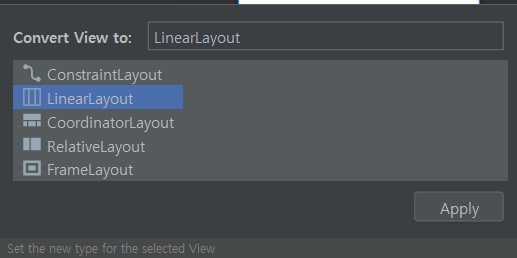 Convert View to: LinearLayout
ConstraintLayout
LinearLayout
CoordinatorLayout
RelativeLayout
FrameLayout
Apply
Set the new type for the selected View